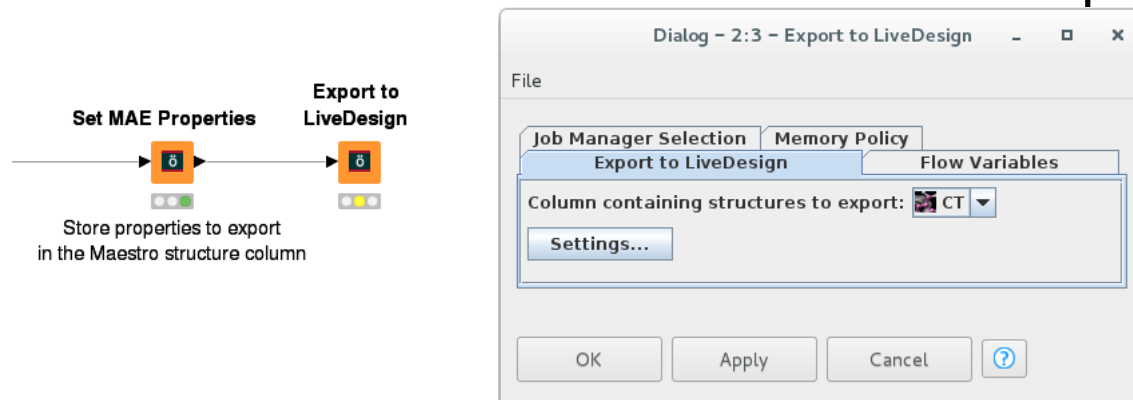 Set MAE Properties
Export to
LiveDesign
ö
ö
Store properties to export
in the Maestro structure column
Dialog - 2:3 - Export to LiveDesign
File
Job Manager Selection
Memory Policy
Export to LiveDesign
Flow Variables
Column containing structures to export: CT
Settings...
OK
Apply
Cancel
?